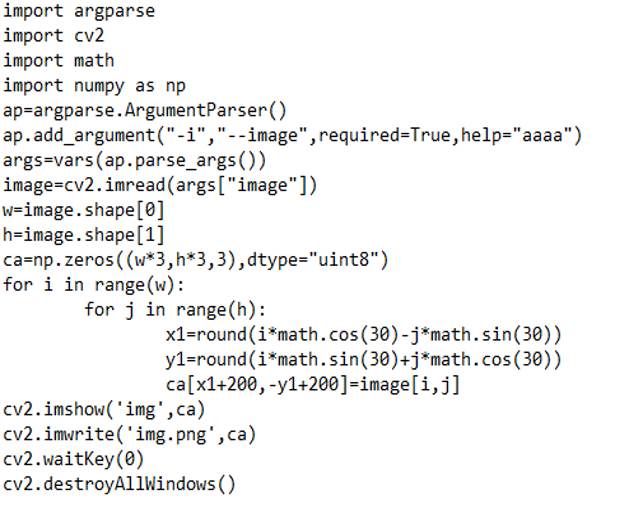 import argparse
import cv2
import math
import numpy as np
ap=argparse.ArgumentParser()
ap.add_argument("-i","--image",required=True,help="aaaa")
args=vars(ap.parse_args())
image=cv2.imread(args["image"])
w=image.shape[0]
h=image.shape[1]
ca=np.zeros((w*3,h*3,3),dtype="uint8")
for i in range(w):
        for j in range(h):
                x1=round(i*math.cos(30)-j*math.sin(30))
                y1=round(i*math.sin(30)+j*math.cos(30))
                ca[x1+200,-y1+200]=image[i,j]
cv2.imshow('img',ca)
cv2.imwrite('img.png',ca)
cv2.waitKey(0)
cv2.destroyAllWindows()